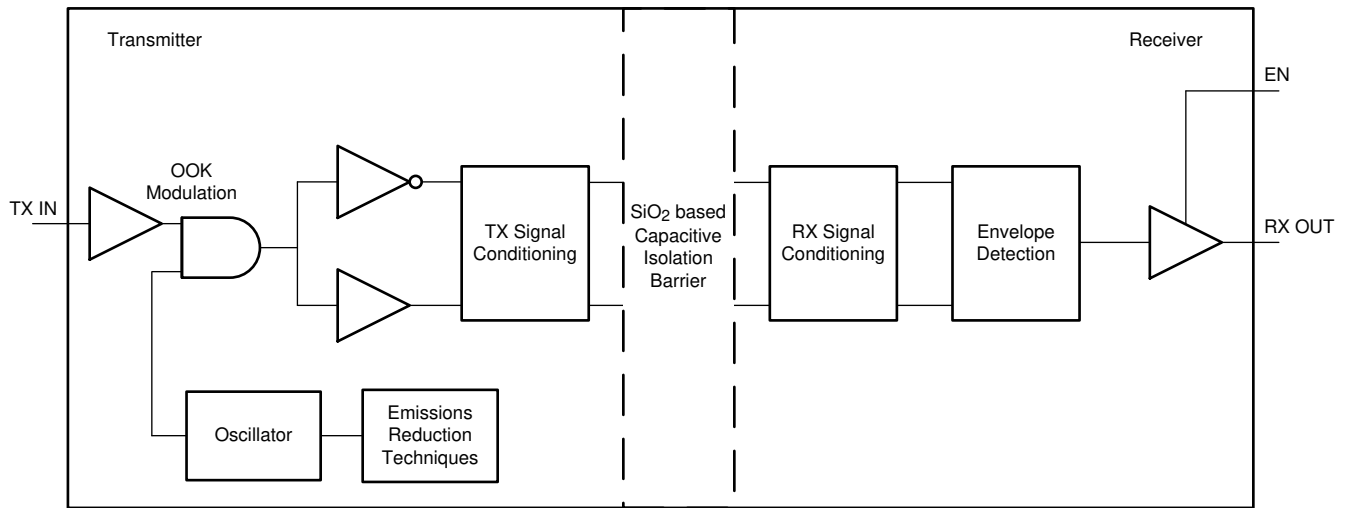 Transmitter
Receiver
EN
OOK
Modulation
TX IN
TX Signal
Conditioning
SiO2 based
Capacitive
Isolation
Barrier
RX Signal
Conditioning
Envelope
Detection
RX OUT
Oscillator
Emissions
Reduction
Techniques